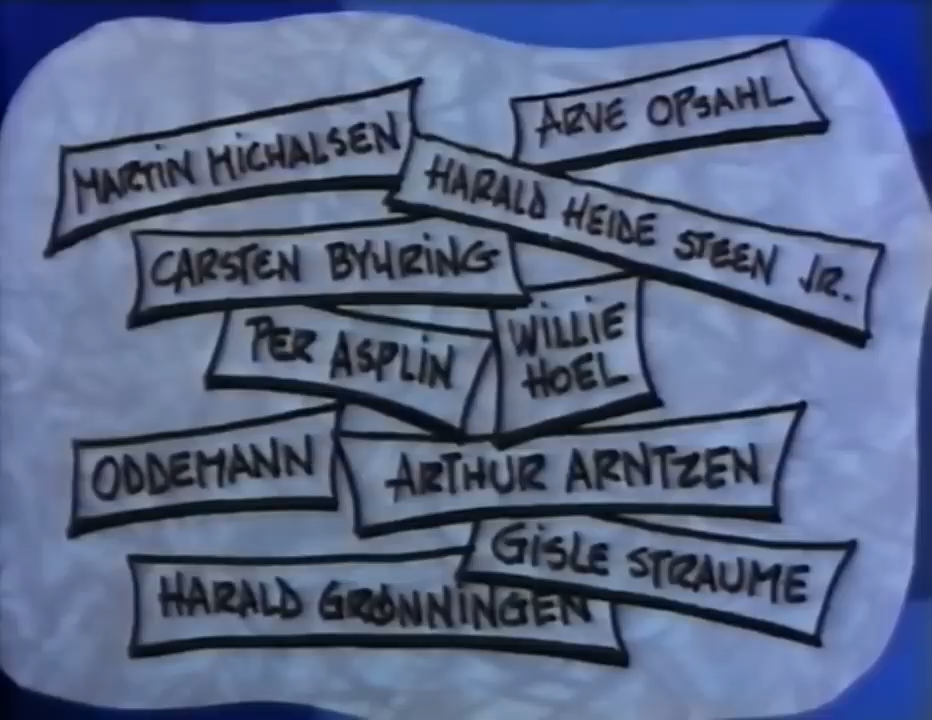 ARVE OPSAHL
MARTIN MICHALSEN
HARALD HEIDE STEEN JR.
CARSTEN BYHRING
PER ASPLIN
WILLIE
HOEL
ODDEMANN
ARTHUR ARNTZEN
GISLE STRAUME
HARALD GRØNNINGEN